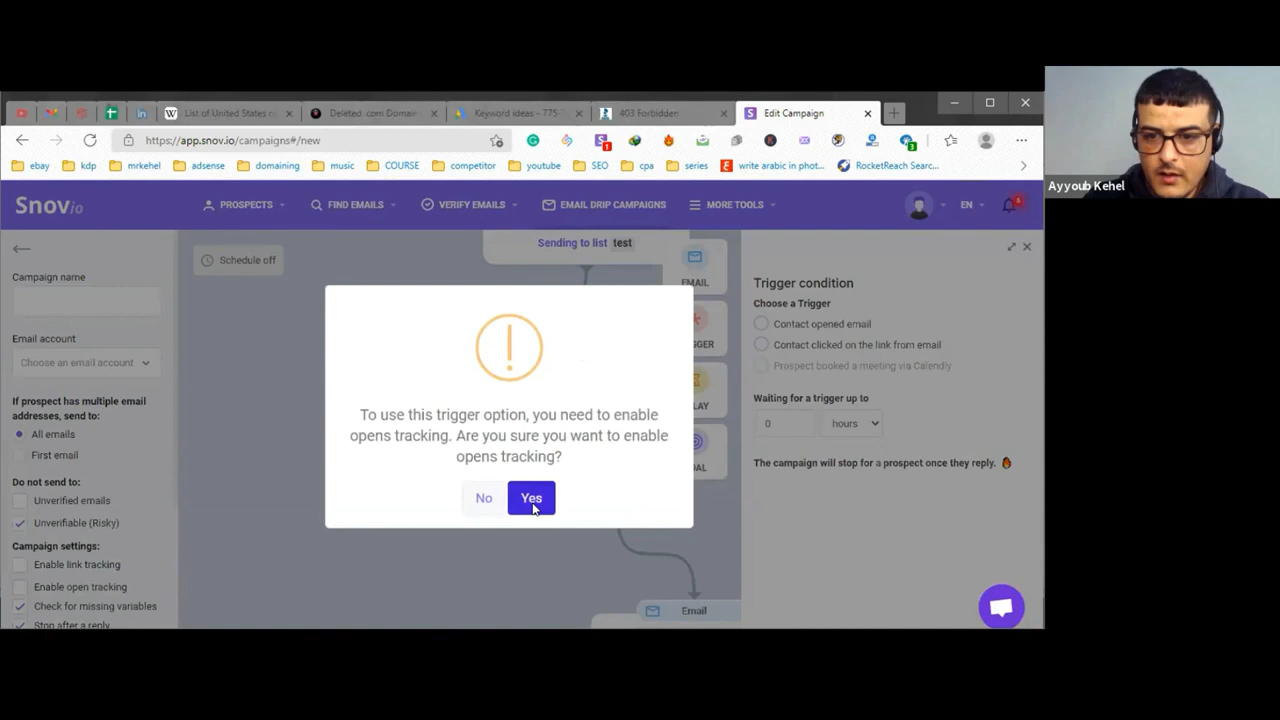 List of United States c
Deleted .com Domain
Keyword ideas - 775-
403 Forbidden
Edit Campaign
https://app.snov.io/campaigns#/new
1
3
ebay
kdp
mrkehel
adsense
domaining
music
COURSE
competitor
youtube
SEO
cpa
series
write arabic in phot...
RocketReach Searc...
Ayyoub Kehel
Snovio
PROSPECTS
FIND EMAILS
VERIFY EMAILS
EMAIL DRIP CAMPAIGNS
MORE TOOLS
EN
6
Schedule off
Sending to list test
Campaign name
Email account
Choose an email account
If prospect has multiple email
addresses, send to:
All emails
First email
Do not send to:
Unverified emails
Unverifiable (Risky)
Campaign settings:
Enable link tracking
Enable open tracking
Check for missing variables
Stop after a reply
To use this trigger option, you need to enable
opens tracking. Are you sure you want to enable
opens tracking?
No
Yes
EMAIL
GGER
LAY
OAL
Email
Trigger condition
Choose a Trigger
Contact opened email
Contact clicked on the link from email
Prospect booked a meeting via Calendly
Waiting for a trigger up to
0
hours
The campaign will stop for a prospect once they reply.